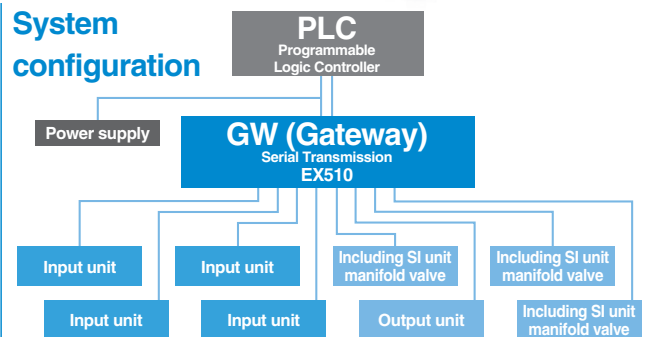 System
configuration
PLC
Programmable
Logic Controller
Power supply
GW (Gateway)
Serial Transmission
EX510
Input unit
Input unit
Including SI unit
manifold valve
Including SI unit
manifold valve
Input unit
Input unit
Output unit
Including SI unit
manifold valve